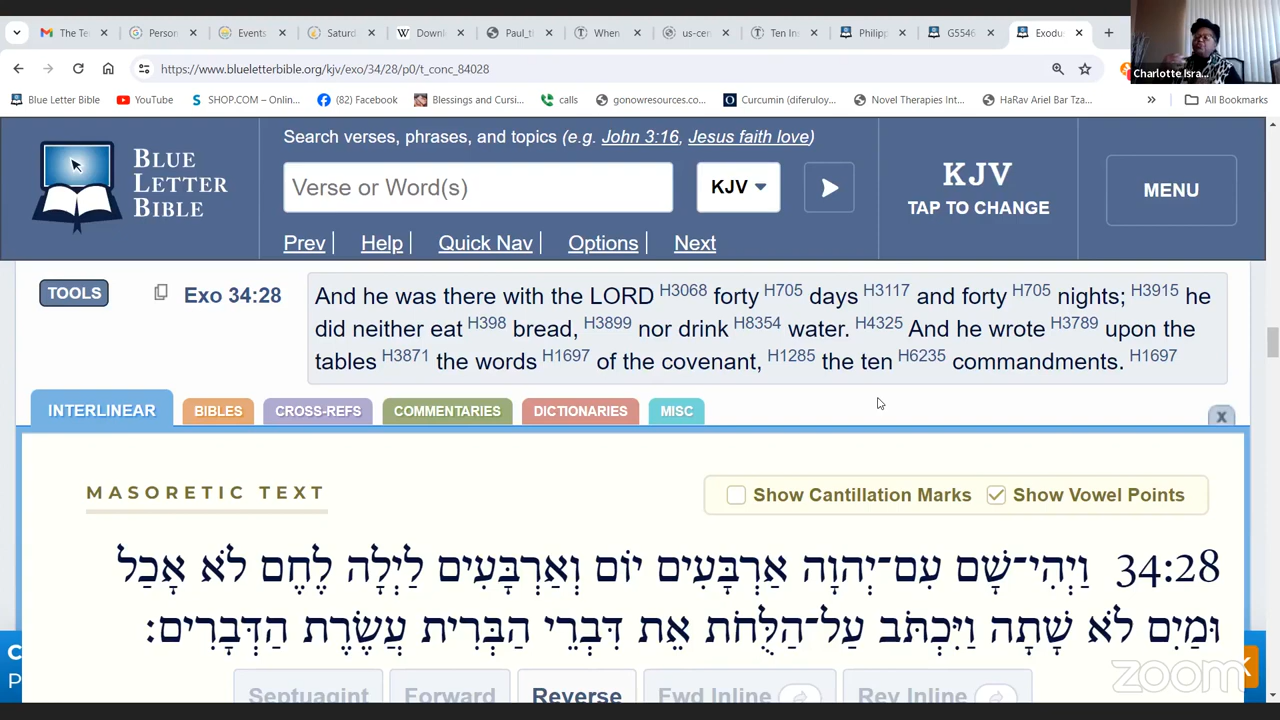 The Te
Person
Events
Saturd
Downl
Paul_ti
When
us-cen
Ten In
Philipp
G5546
Exodu
https://www.blueletterbible.org/kjv/exo/34/28/p0/t_conc_84028
Charlotte Isra...
Blue Letter Bible
YouTube
SHOP.COM – Onlin...
(82) Facebook
Blessings and Cursi...
calls
gonowresources.co...
Curcumin (diferuloy...
Novel Therapies Int...
HaRav Ariel Bar Tza...
All Bookmarks
BLUE
LETTER
BIBLE
Search verses, phrases, and topics (e.g. John 3:16, Jesus faith love)
Verse or Word(s)
KJV
KJV
TAP TO CHANGE
MENU
Prev| Help| Quick Nav| Options| Next
TOOLS
Exo 34:28
And he was there with the LORD H3068 forty H705 days H3117 and forty H705 nights; H3915 he
did neither eat H398 bread, H3899 nor drink H8354 water. H4325 And he wrote H3789 upon the
tables H3871 the words H1697 of the covenant, H1285 the ten H6235 commandments. H1697
INTERLINEAR
BIBLES
CROSS-REFS
COMMENTARIES
DICTIONARIES
MISC
X
MASORETIC TEXT
Show Cantillation Marks
Show Vowel Points
34:28 וַיְהִי־שָׁם עִם־יְהוָה אַרְבָּעִים יוֹם וְאַרְבָּעִים לַיְלָה לֶחֶם לֹא אָכַל
וּמַיִם לֹא שָׁתָה וַיִּכְתֹּב עַל־הַלֻּחֹת אֵת דִּבְרֵי הַבְּרִית עֲשֶׂרֶת הַדְּבָרִים׃
Septuagint
Forward
Reverse
Fwd Inline
Rev Inline
zoom